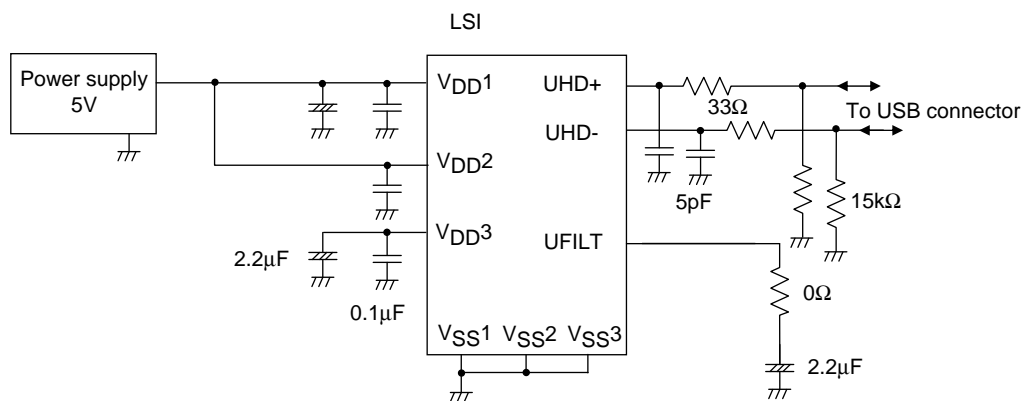 LSI
Power supply
5V
VDD1
UHD+
33Ω
To USB connector
UHD-
VDD2
5pF
15kΩ
VDD3
UFILT
2.2μF
0.1μF
0Ω
VSS1
VSS2
VSS3
2.2μF